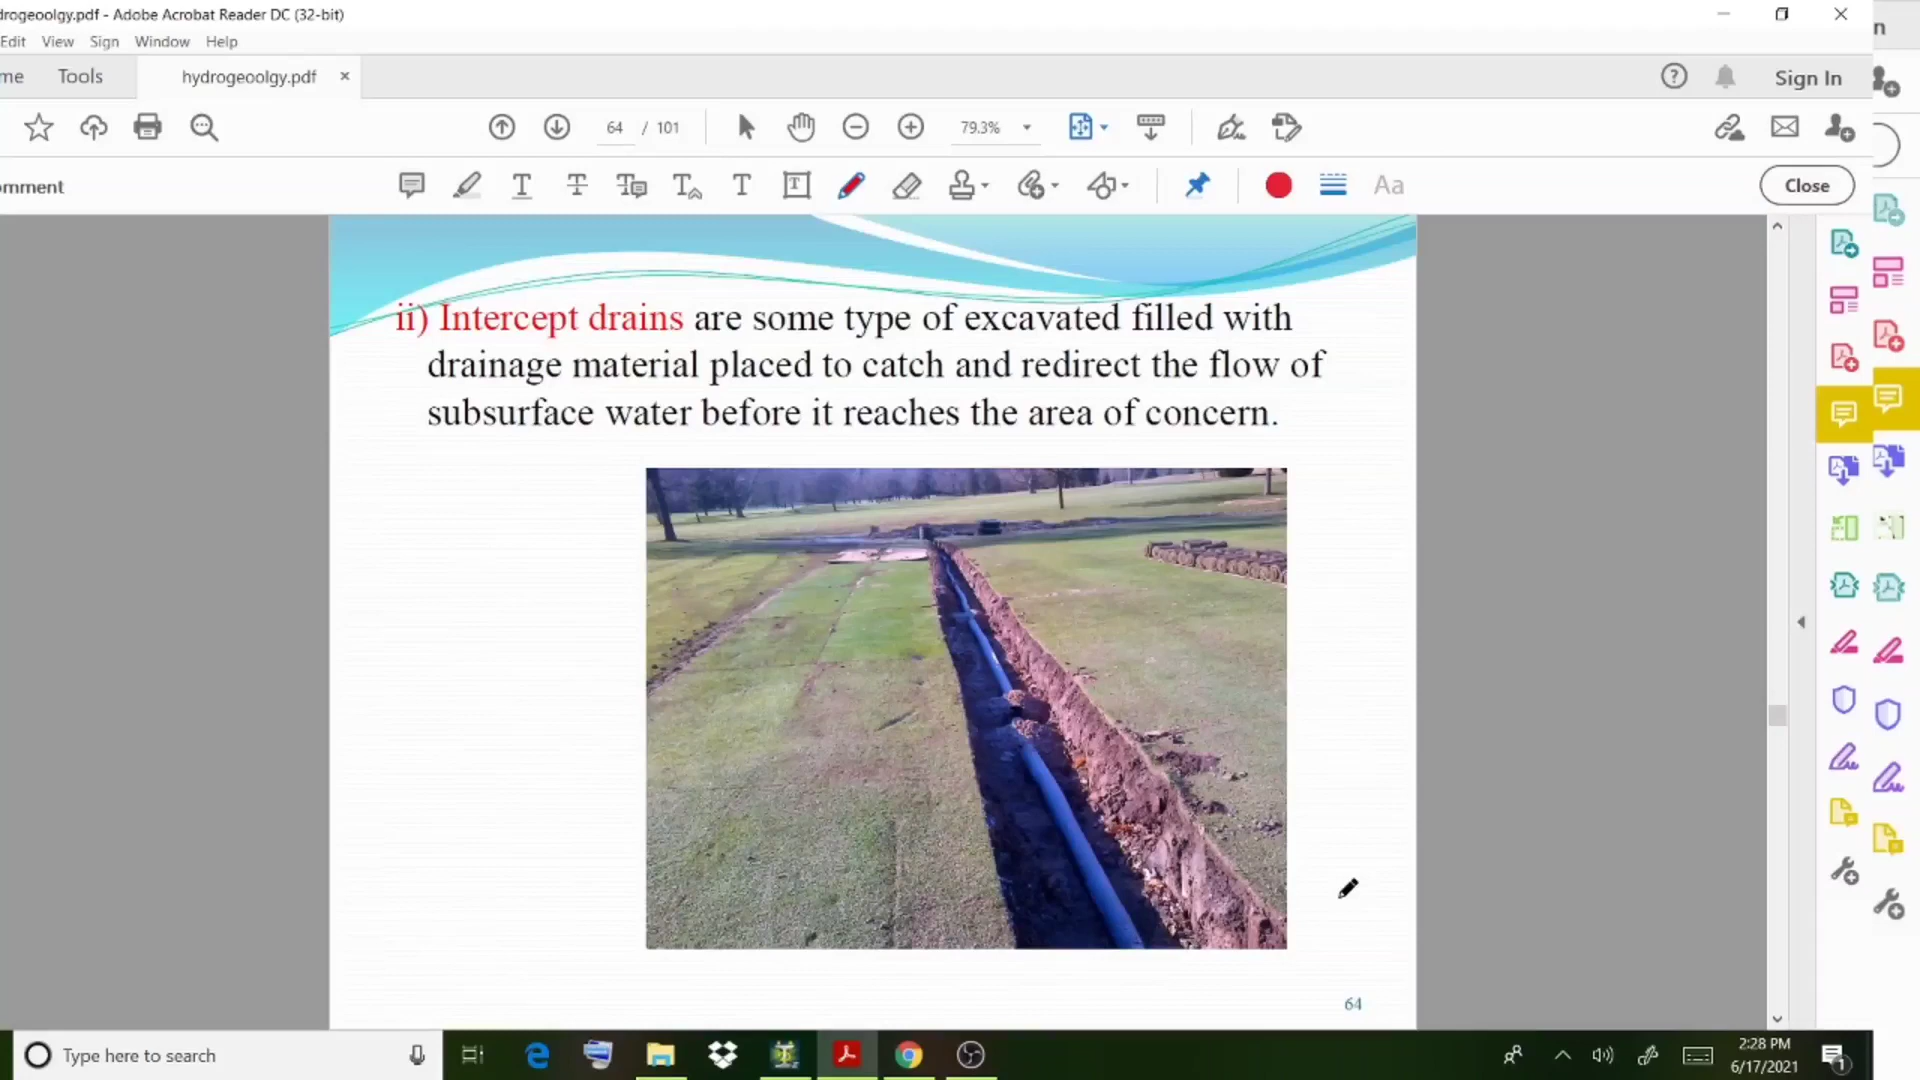 drogeoolgy.pdf - Adobe Acrobat Reader DC (32-bit)
Edit View Sign Window Help
me Tools hydrogeoolgy.pdf × Sign In
64 / 101 79.3%
omment Aa Close
ii) Intercept drains are some type of excavated filled with
drainage material placed to catch and redirect the flow of
subsurface water before it reaches the area of concern.
64
Type here to search
2:28 PM
6/17/2021
1